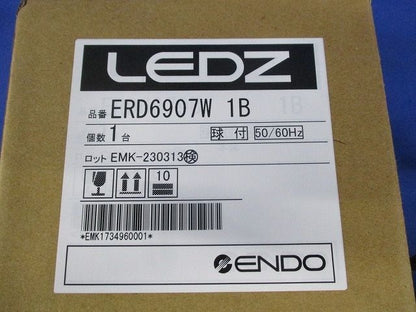 LEDZ
品番 ERD6907W 1B
個数 1台 球付 50/60Hz
ロット EMK-230313 検
10
*EMK1734960001*
ENDO